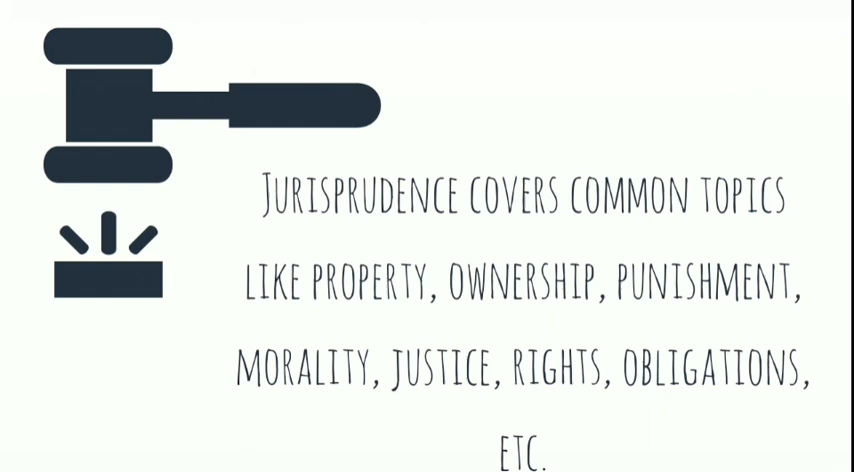 Jurisprudence covers common topics
like property, ownership, punishment,
morality, justice, rights, obligations,
etc.